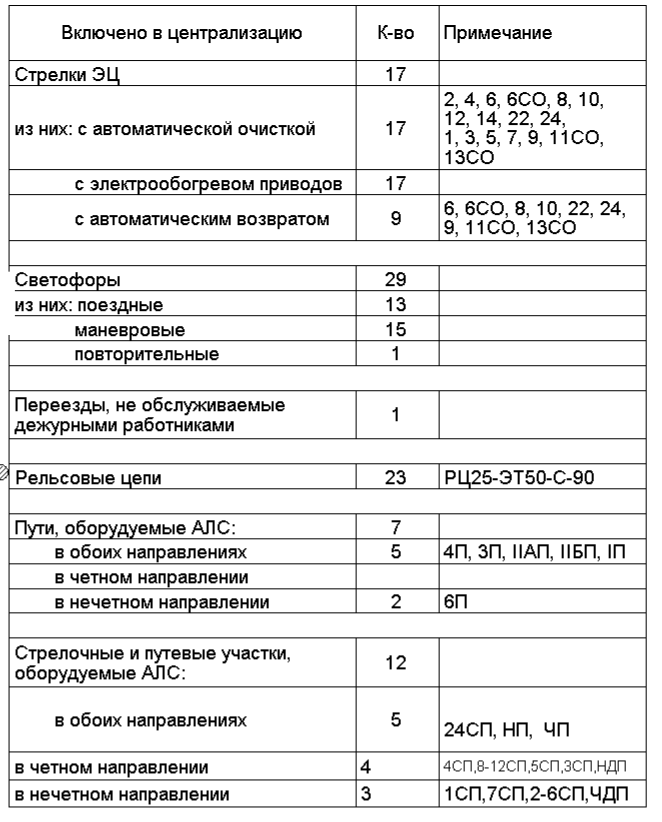 Включено в централизацию К-во Примечание
Стрелки ЭЦ 17
из них: с автоматической очисткой 17 2, 4, 6, 6СО, 8, 10,
12, 14, 22, 24,
1, 3, 5, 7, 9, 11СО,
13СО
с электрообогревом приводов 17
с автоматическим возвратом 9 6, 6СО, 8, 10, 22, 24,
9, 11СО, 13СО
Светофоры 29
из них: поездные 13
маневровые 15
повторительные 1
Переезды, не обслуживаемые
дежурными работниками 1
Рельсовые цепи 23 РЦ25-ЭТ50-С-90
Пути, оборудуемые АЛС: 7
в обоих направлениях 5 4П, 3П, IIАП, IIБП, IП
в четном направлении
в нечетном направлении 2 6П
Стрелочные и путевые участки,
оборудуемые АЛС: 12
в обоих направлениях 5 24СП, НП, ЧП
в четном направлении 4 4СП,8-12СП,5СП,3СП,НДП
в нечетном направлении 3 1СП,7СП,2-6СП,ЧДП